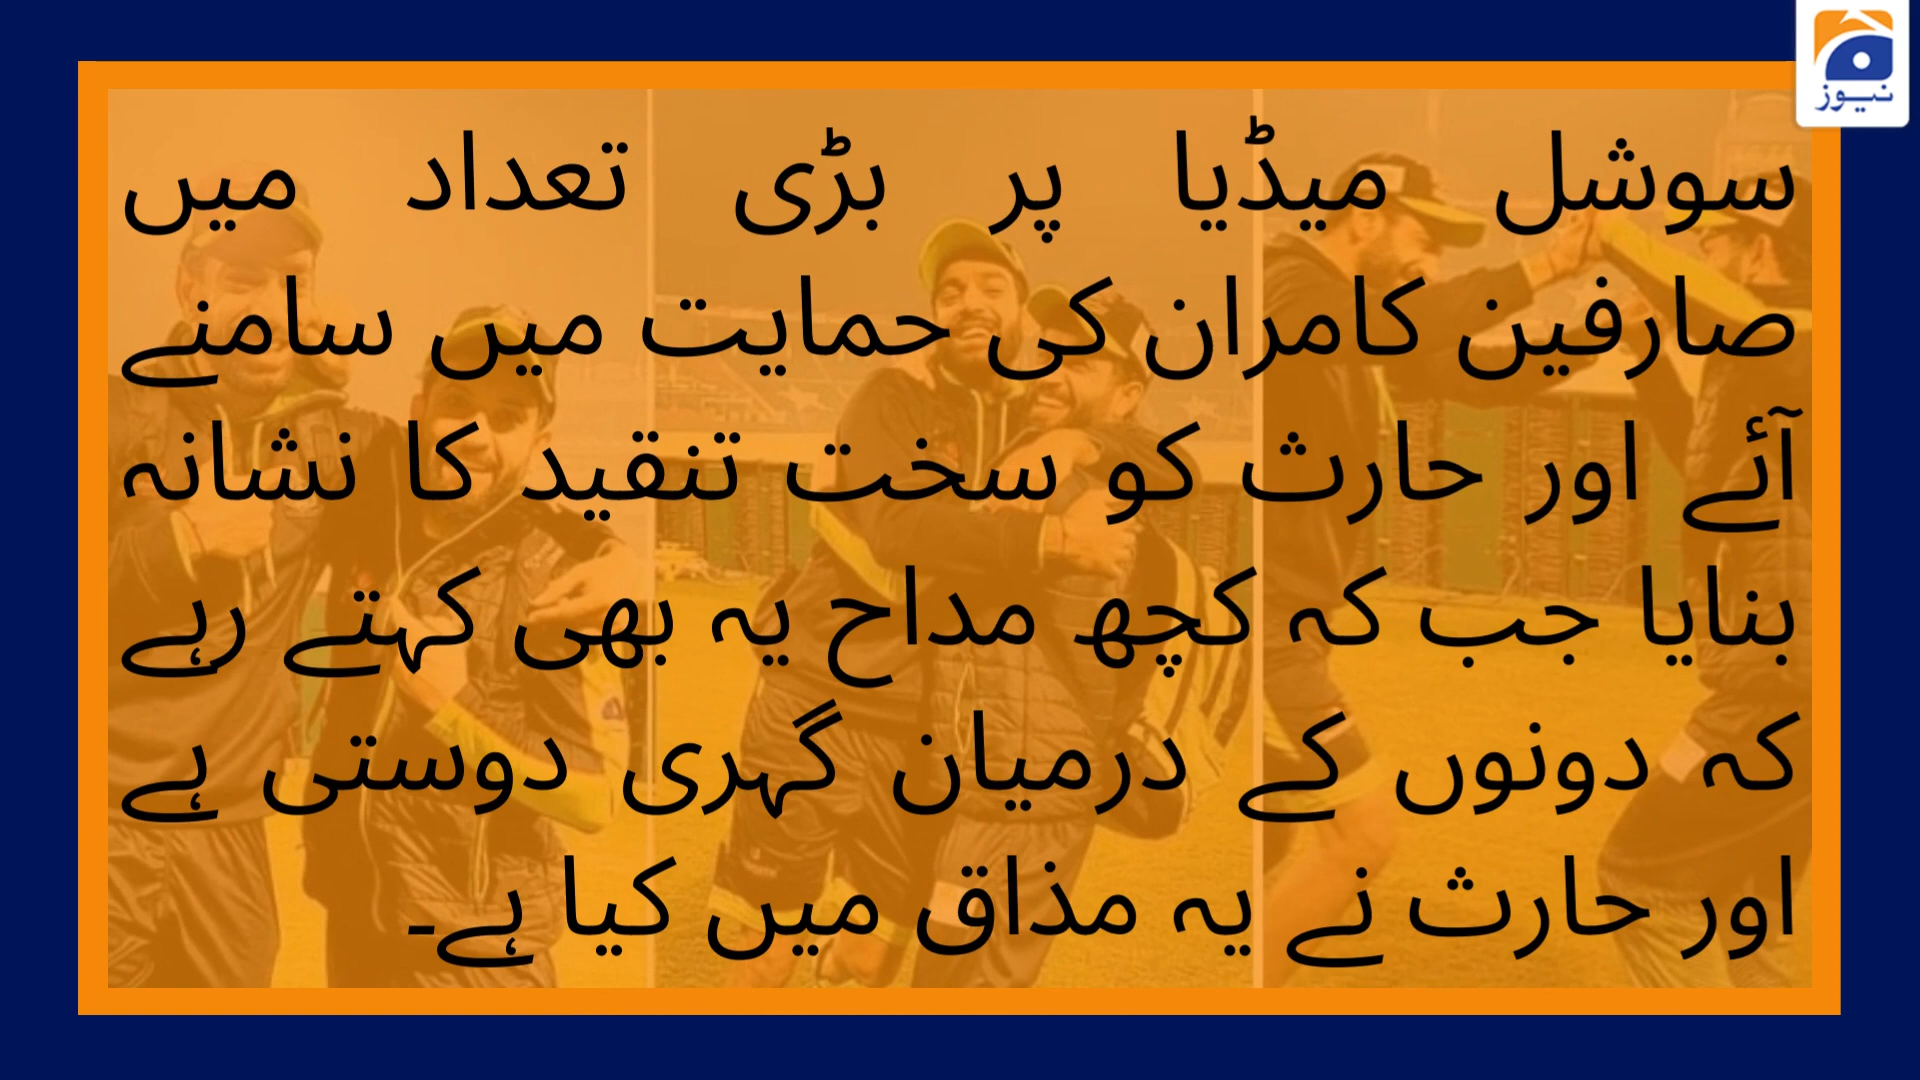 نیوز
سوشل میڈیا پر بڑی تعداد میں
صارفین کامران کی حمایت میں سامنے
آئے اور حارث کو سخت تنقید کا نشانہ
بنایا جب کہ کچھ مداح یہ بھی کہتے رہے
کہ دونوں کے درمیان گہری دوستی ہے
اور حارث نے یہ مذاق میں کیا ہے۔